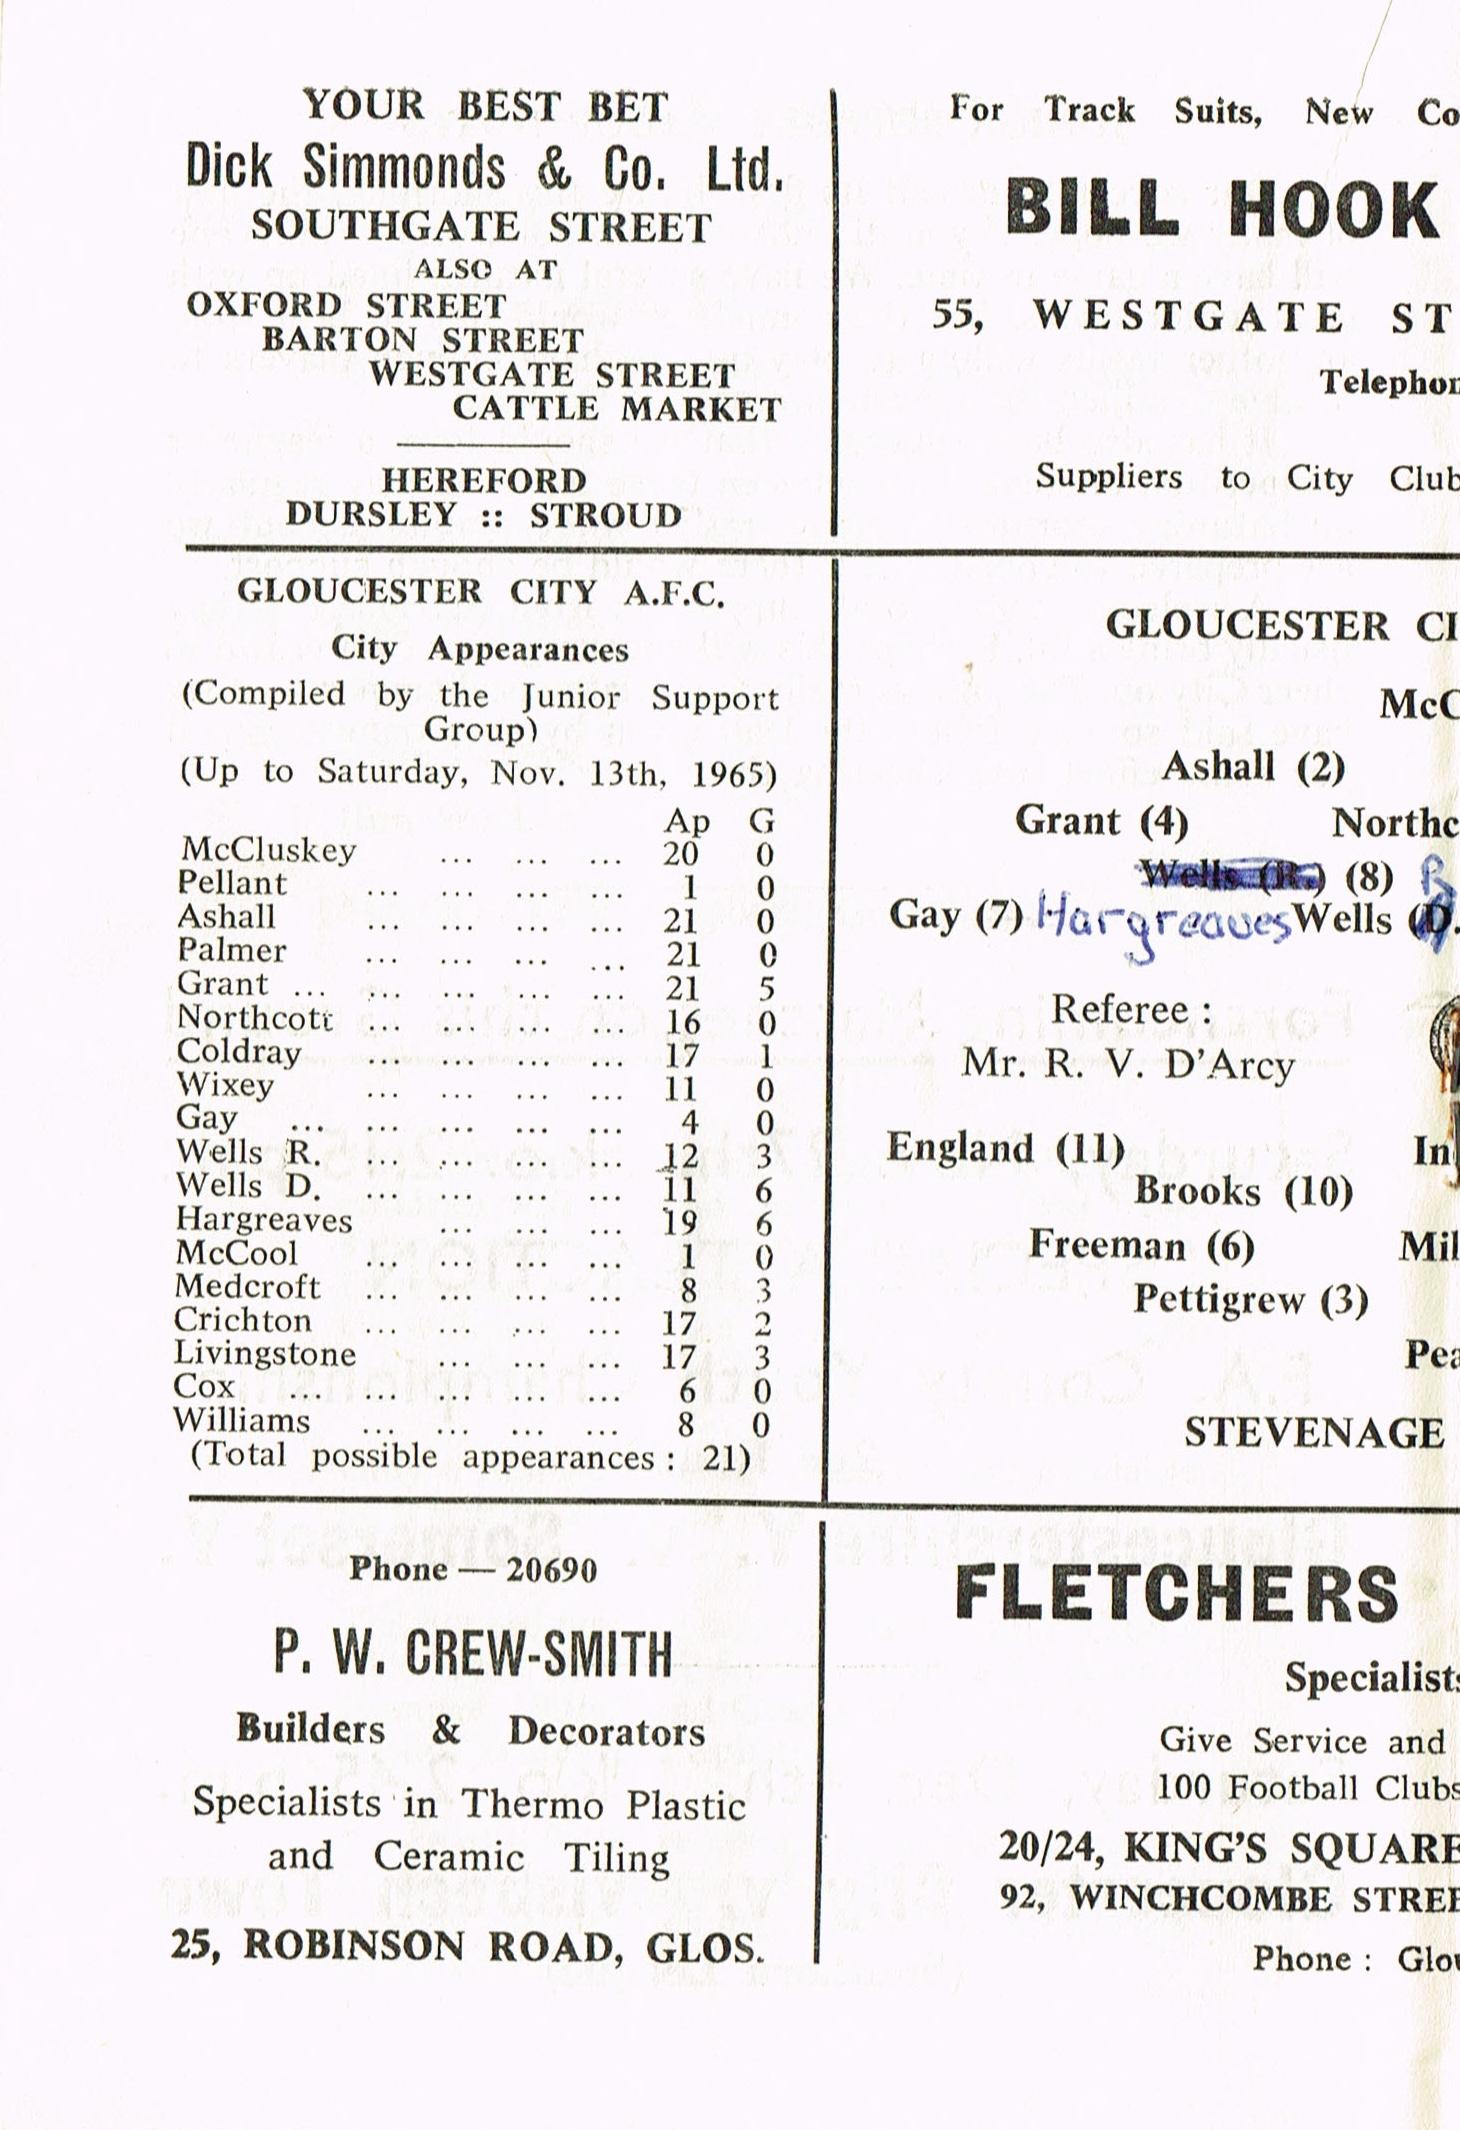 YOUR BEST BET
Dick Simmonds & Co. Ltd.
SOUTHGATE STREET
ALSO AT
OXFORD STREET
BARTON STREET
WESTGATE STREET
CATTLE MARKET
HEREFORD
DURSLEY :: STROUD
For Track Suits, New Co
BILL HOOK
55, WESTGATE ST
Telephon
Suppliers to City Club
GLOUCESTER CITY A.F.C.
City Appearances
(Compiled by the Junior Support
Group)
(Up to Saturday, Nov. 13th, 1965)
Ap G
McCluskey ... ... ... 20 0
Pellant ... ... ... ... 1 0
Ashall ... ... ... ... 21 0
Palmer ... ... ... ... 21 0
Grant ... ... ... ... ... 21 5
Northcott ... ... ... ... 16 0
Coldray ... ... ... ... 17 1
Wixey ... ... ... ... 11 0
Gay ... ... ... ... ... 4 0
Wells R. ... ... ... ... 12 3
Wells D. ... ... ... ... 11 6
Hargreaves ... ... ... 19 6
McCool ... ... ... ... 1 0
Medcroft ... ... ... ... 8 3
Crichton ... ... ... ... 17 2
Livingstone ... ... ... 17 3
Cox ... ... ... ... ... 6 0
Williams ... ... ... ... 8 0
(Total possible appearances : 21)
GLOUCESTER CI
McC
Ashall (2)
Grant (4) Northc
Wells (R.) (8) R
Gay (7) Hargreaves Wells (D.
Referee :
Mr. R. V. D'Arcy
England (11) In
Brooks (10)
Freeman (6) Mil
Pettigrew (3)
Pea
STEVENAGE
Phone — 20690
P. W. CREW-SMITH
Builders & Decorators
Specialists in Thermo Plastic
and Ceramic Tiling
25, ROBINSON ROAD, GLOS.
FLETCHERS
Specialists
Give Service and
100 Football Clubs
20/24, KING'S SQUARE
92, WINCHCOMBE STREE
Phone : Glou